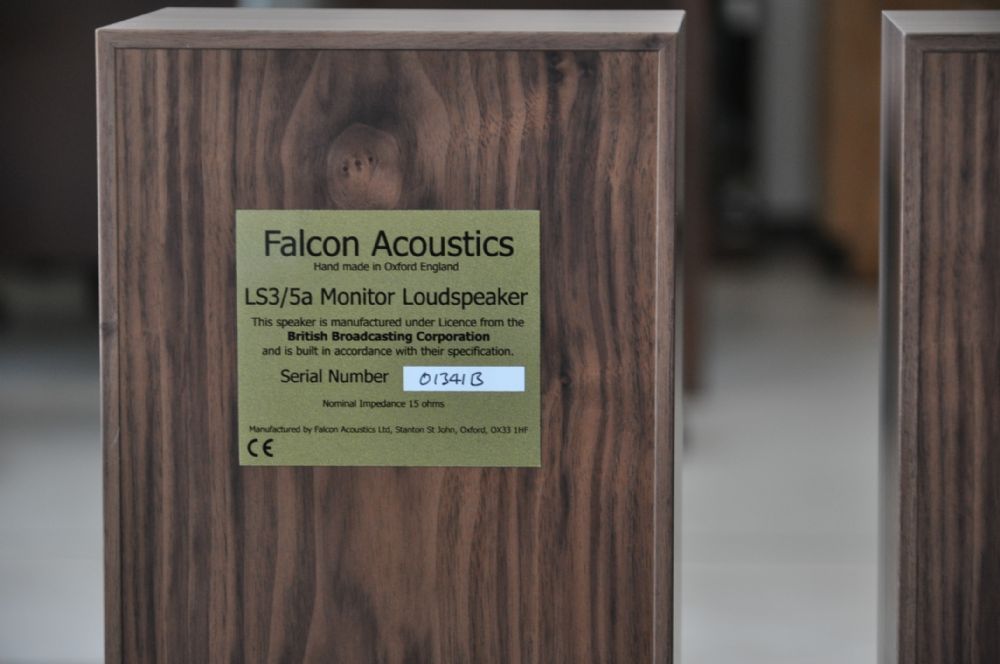 Falcon Acoustics
Hand made in Oxford England
LS3/5a Monitor Loudspeaker
This speaker is manufactured under Licence from the
British Broadcasting Corporation
and is built in accordance with their specification.
Serial Number 01341B
Nominal Impedance 15 ohms
Manufactured by Falcon Acoustics Ltd, Stanton St John, Oxford, OX33 1HF
CE